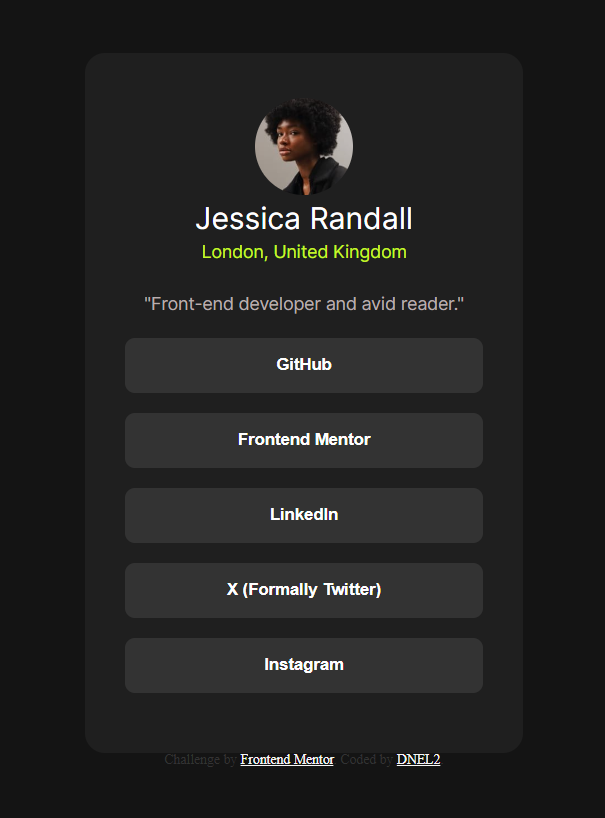 Jessica Randall
London, United Kingdom
"Front-end developer and avid reader."
GitHub
Frontend Mentor
LinkedIn
X (Formally Twitter)
Instagram
Challenge by Frontend Mentor. Coded by DNEL2.